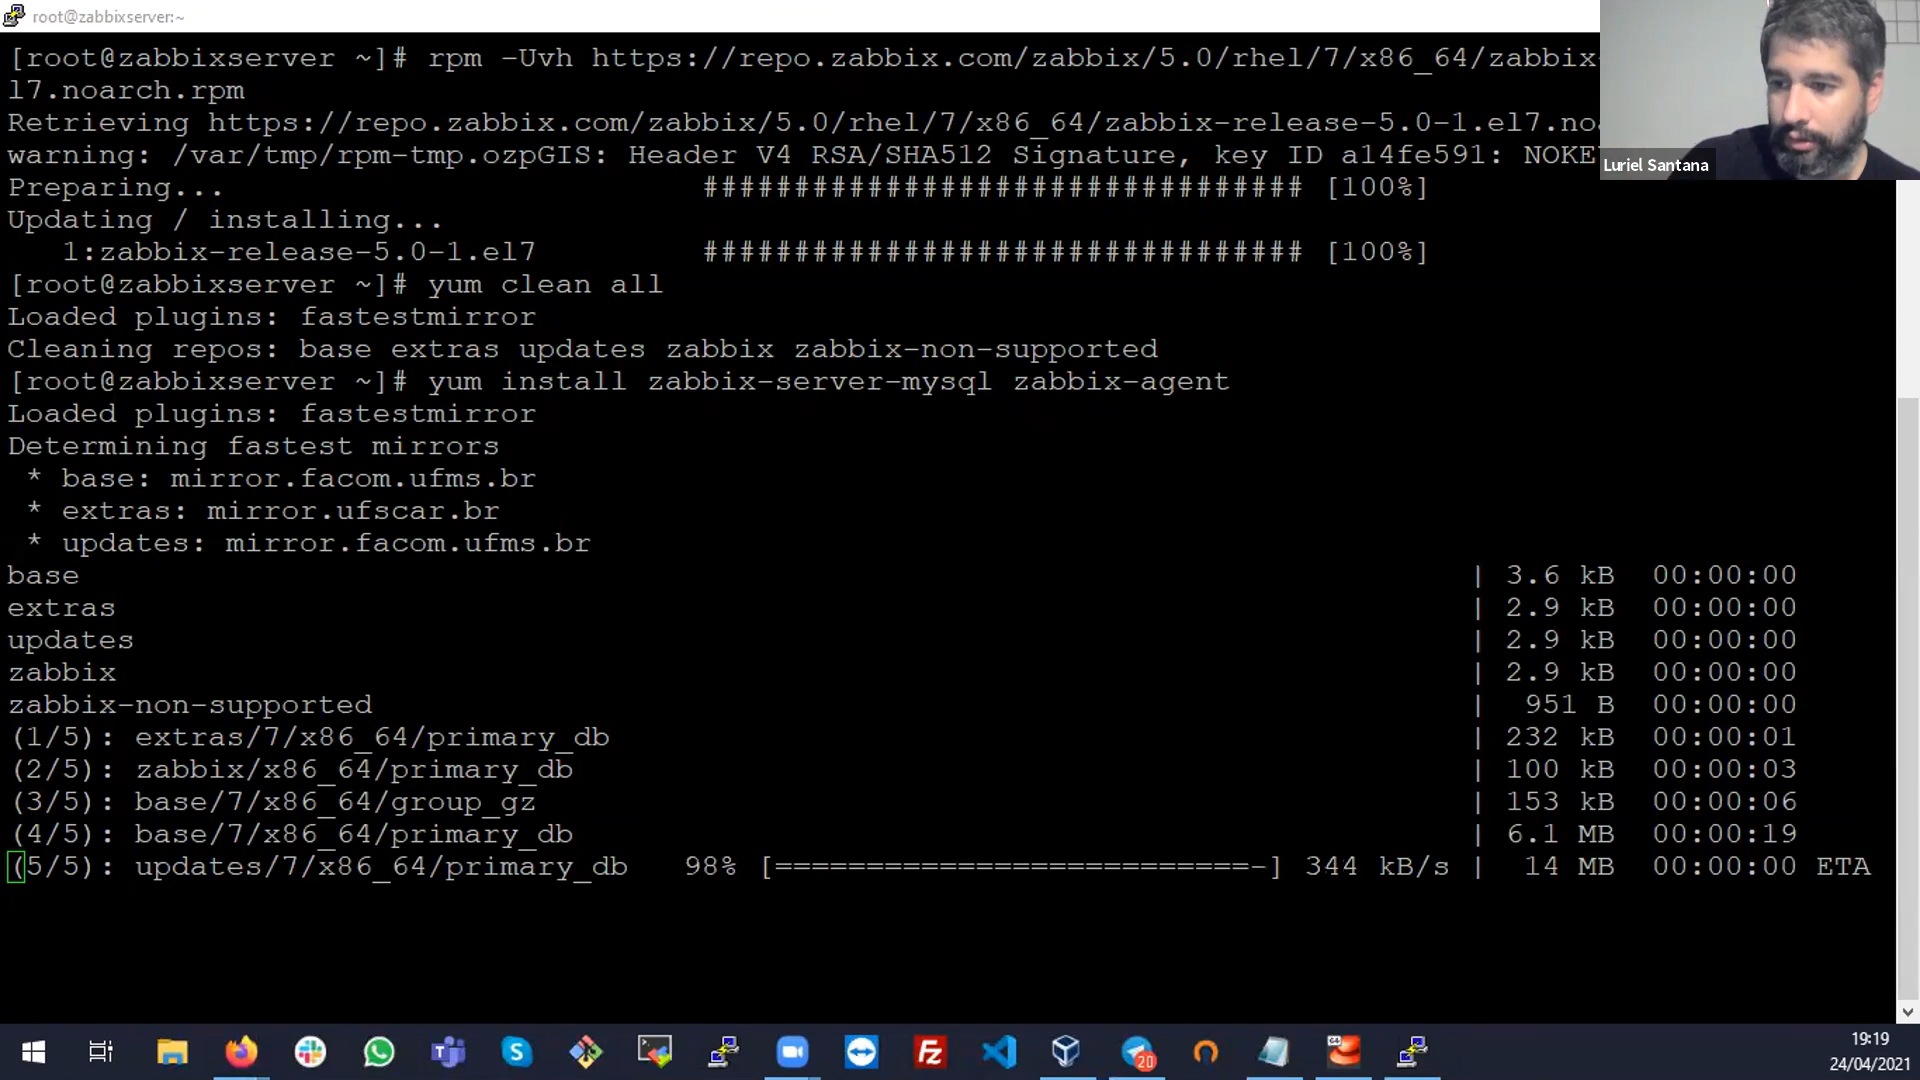 root@zabbixserver:~
[root@zabbixserver ~]# rpm -Uvh https://repo.zabbix.com/zabbix/5.0/rhel/7/x86_64/zabbix-
l7.noarch.rpm
Retrieving https://repo.zabbix.com/zabbix/5.0/rhel/7/x86_64/zabbix-release-5.0-1.el7.noa
warning: /var/tmp/rpm-tmp.ozpGIS: Header V4 RSA/SHA512 Signature, key ID a14fe591: NOKE
Luriel Santana
Preparing... ################################# [100%]
Updating / installing...
1:zabbix-release-5.0-1.el7 ################################# [100%]
[root@zabbixserver ~]# yum clean all
Loaded plugins: fastestmirror
Cleaning repos: base extras updates zabbix zabbix-non-supported
[root@zabbixserver ~]# yum install zabbix-server-mysql zabbix-agent
Loaded plugins: fastestmirror
Determining fastest mirrors
* base: mirror.facom.ufms.br
* extras: mirror.ufscar.br
* updates: mirror.facom.ufms.br
base | 3.6 kB 00:00:00
extras | 2.9 kB 00:00:00
updates | 2.9 kB 00:00:00
zabbix | 2.9 kB 00:00:00
zabbix-non-supported | 951 B 00:00:00
(1/5): extras/7/x86_64/primary_db | 232 kB 00:00:01
(2/5): zabbix/x86_64/primary_db | 100 kB 00:00:03
(3/5): base/7/x86_64/group_gz | 153 kB 00:00:06
(4/5): base/7/x86_64/primary_db | 6.1 MB 00:00:19
(5/5): updates/7/x86_64/primary_db 98% [==========================-] 344 kB/s | 14 MB 00:00:00 ETA
20
19:19
24/04/2021